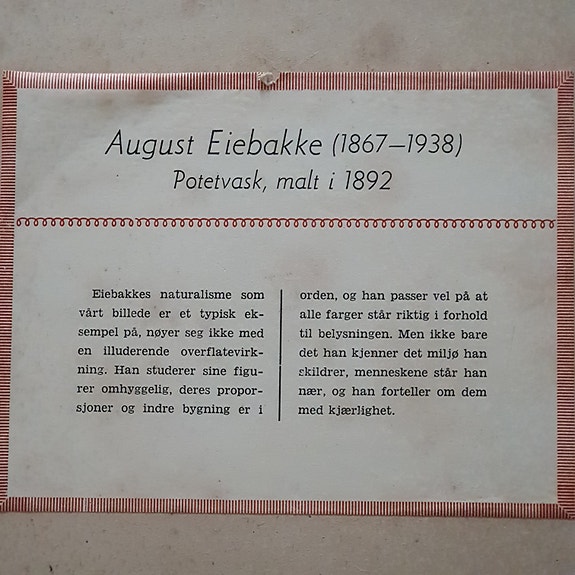 August Eiebakke (1867–1938)
Potetvask, malt i 1892
Eiebakkes naturalisme som
vårt billede er et typisk ek-
sempel på, nøyer seg ikke med
en illuderende overflatevirk-
ning. Han studerer sine figu-
rer omhyggelig, deres propor-
sjoner og indre bygning er i
orden, og han passer vel på at
alle farger står riktig i forhold
til belysningen. Men ikke bare
det han kjenner det miljø han
skildrer, menneskene står han
nær, og han forteller om dem
med kjærlighet.